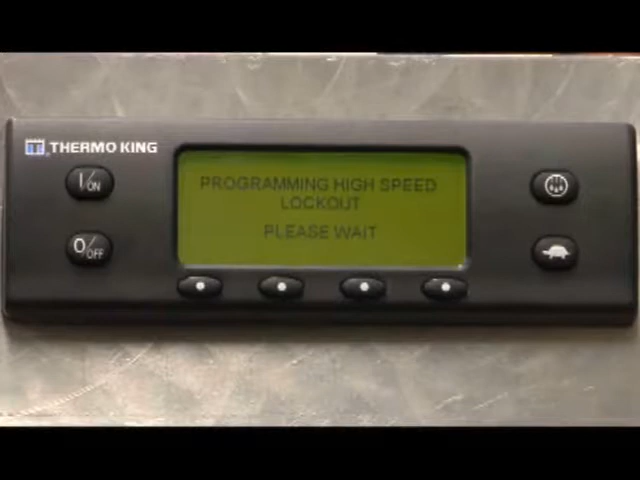 THERMO KING
I/ON
O/OFF
PROGRAMMING HIGH SPEED
LOCKOUT
PLEASE WAIT